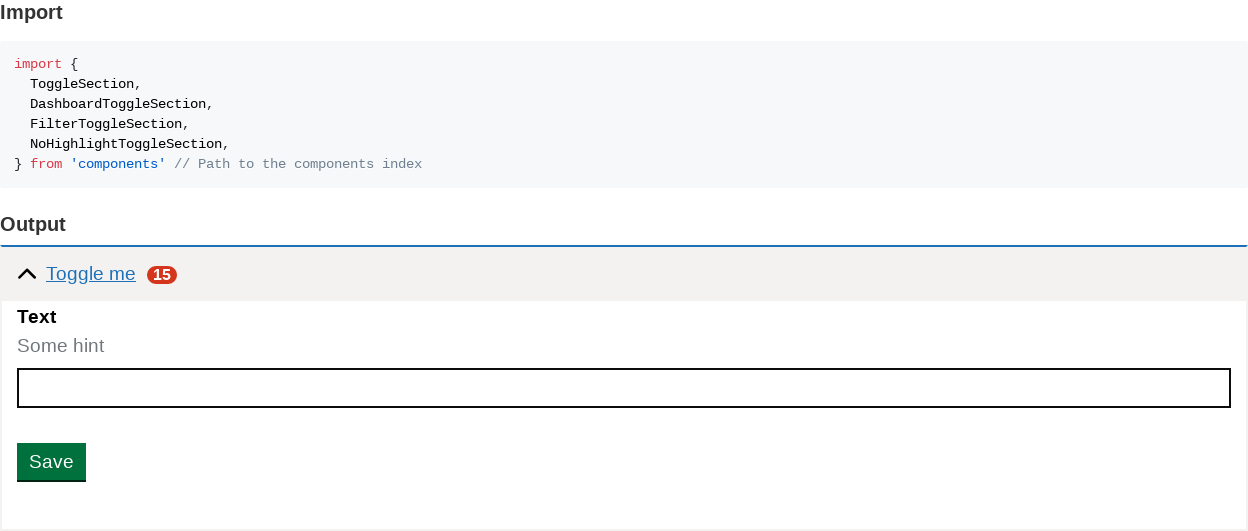 Import
import {
  ToggleSection,
  DashboardToggleSection,
  FilterToggleSection,
  NoHighlightToggleSection,
} from 'components' // Path to the components index
Output
Toggle me 15
Text
Some hint
Save